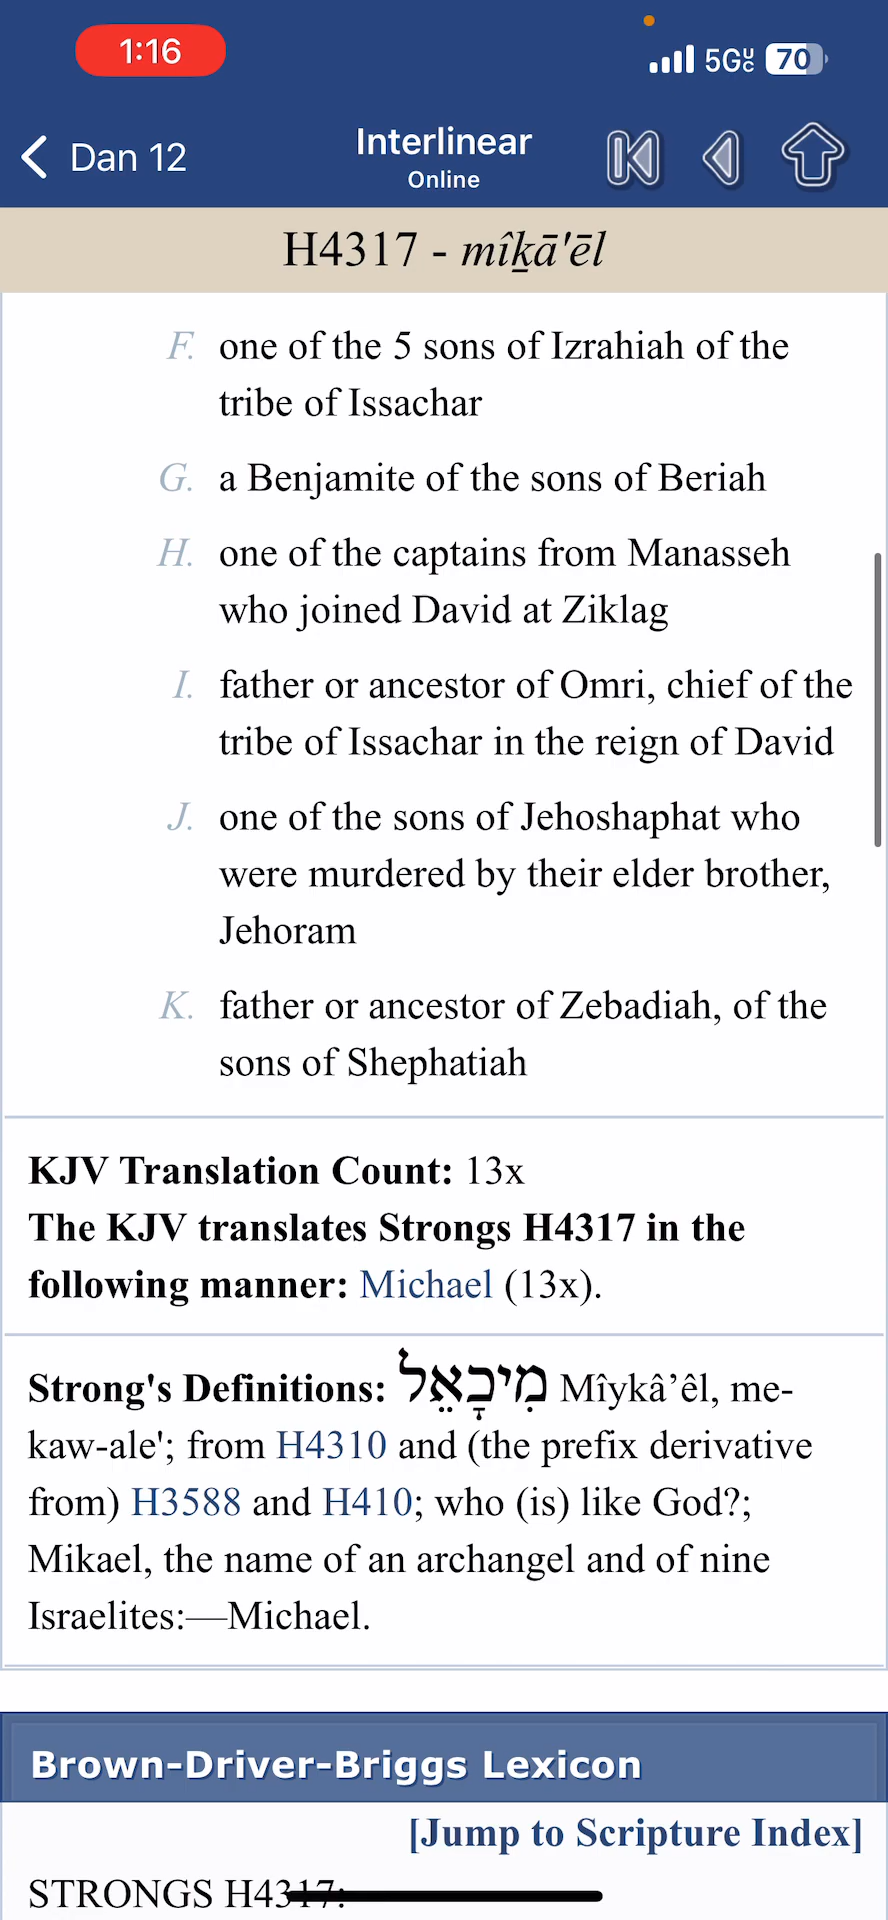 1:16
5G UC 70
Dan 12
Interlinear
Online
H4317 - mîḵā'ēl
F. one of the 5 sons of Izrahiah of the
tribe of Issachar
G. a Benjamite of the sons of Beriah
H. one of the captains from Manasseh
who joined David at Ziklag
I. father or ancestor of Omri, chief of the
tribe of Issachar in the reign of David
J. one of the sons of Jehoshaphat who
were murdered by their elder brother,
Jehoram
K. father or ancestor of Zebadiah, of the
sons of Shephatiah
KJV Translation Count: 13x
The KJV translates Strongs H4317 in the
following manner: Michael (13x).
Strong's Definitions: מִיכָאֵל Mîykâʼêl, me-
kaw-ale'; from H4310 and (the prefix derivative
from) H3588 and H410; who (is) like God?;
Mikael, the name of an archangel and of nine
Israelites:—Michael.
Brown-Driver-Briggs Lexicon
[Jump to Scripture Index]
STRONGS H4317: